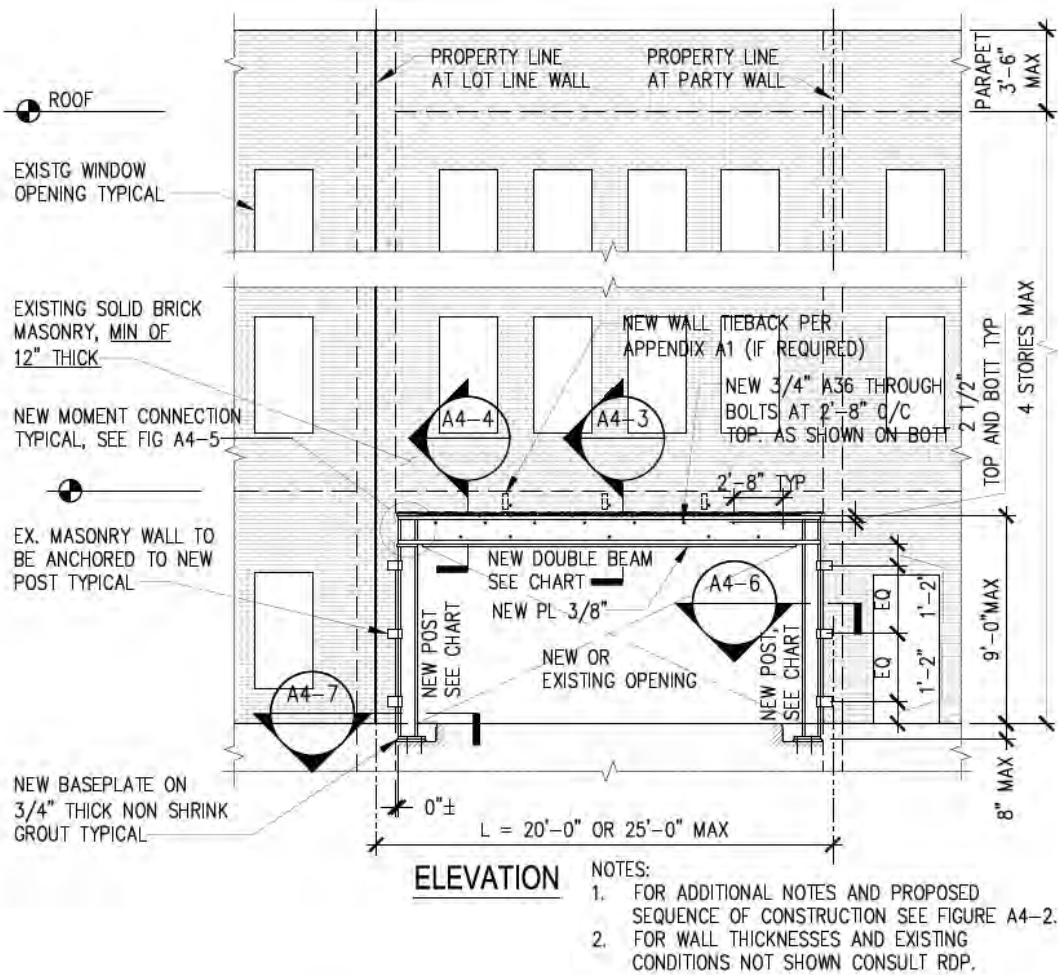 PROPERTY LINE
AT LOT LINE WALL
PROPERTY LINE
AT PARTY WALL
PARAPET
3'-6"
MAX
ROOF
EXISTG WINDOW
OPENING TYPICAL
EXISTING SOLID BRICK
MASONRY, MIN OF
12" THICK
NEW WALL TIEBACK PER
APPENDIX A1 (IF REQUIRED)
NEW 3/4" A36 THROUGH
BOLTS AT 2'-8" O/C
TOP. AS SHOWN ON BOTT
2 1/2"
TOP AND BOTT TYP
4 STORIES MAX
NEW MOMENT CONNECTION
TYPICAL, SEE FIG A4-5
A4-4
A4-3
2'-8" TYP
EX. MASONRY WALL TO
BE ANCHORED TO NEW
POST TYPICAL
NEW DOUBLE BEAM
SEE CHART
NEW PL 3/8"
A4-6
NEW POST
SEE CHART
NEW OR
EXISTING OPENING
NEW POST,
SEE CHART
EQ
EQ
1'-2"
1'-2"
9'-0"MAX
A4-7
NEW BASEPLATE ON
3/4" THICK NON SHRINK
GROUT TYPICAL
0"±
8" MAX
L = 20'-0" OR 25'-0" MAX
ELEVATION
NOTES:
1. FOR ADDITIONAL NOTES AND PROPOSED
SEQUENCE OF CONSTRUCTION SEE FIGURE A4-2.
2. FOR WALL THICKNESSES AND EXISTING
CONDITIONS NOT SHOWN CONSULT RDP.